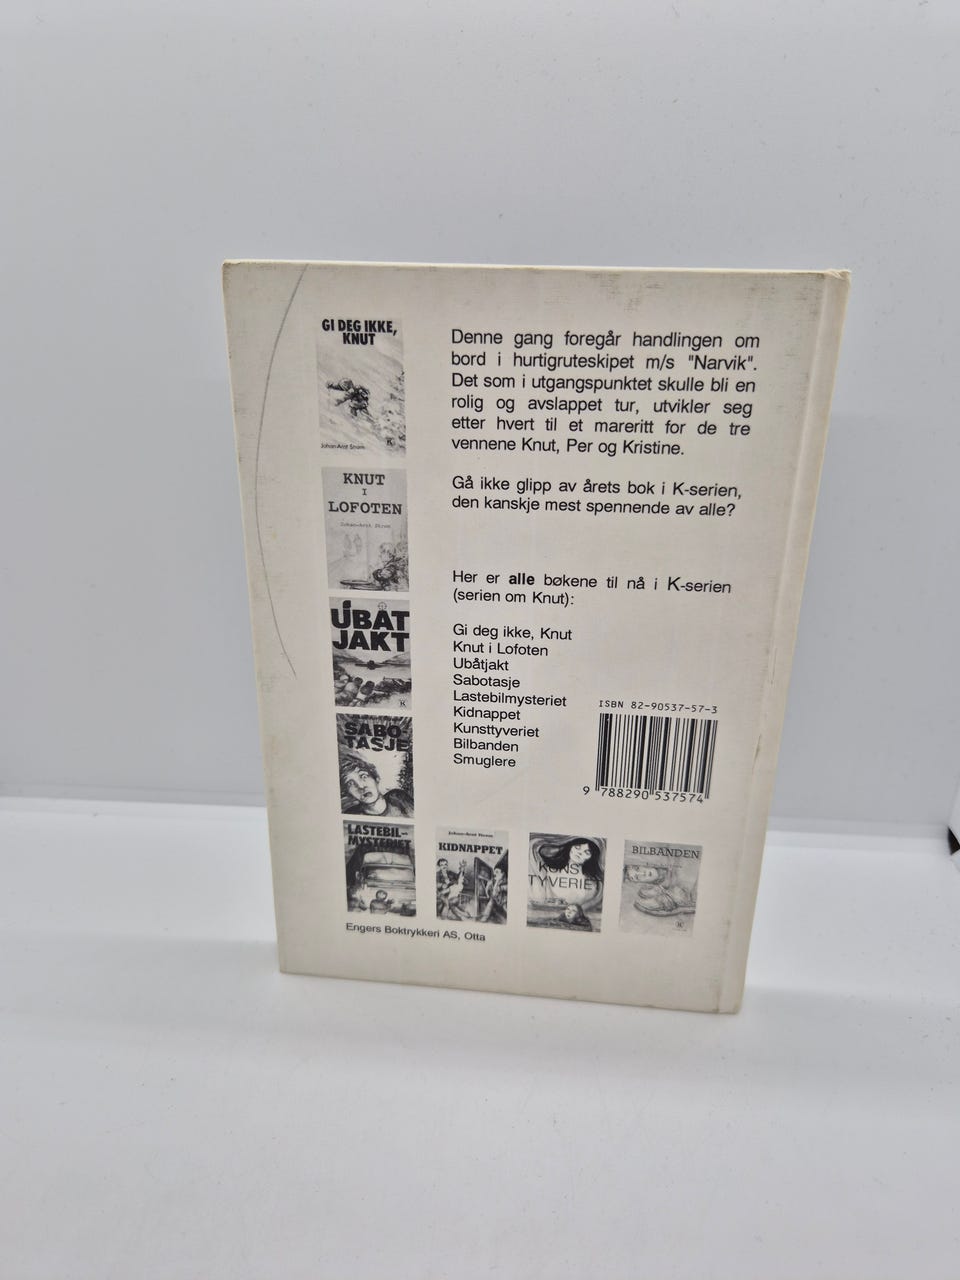 GI DEG IKKE,
KNUT
Johan-Arnt Strøm
K
KNUT
I
LOFOTEN
Johan-Arnt Strøm
UBÅT
JAKT
K
SABO-
TASJE
LASTEBIL-
MYSTERIET
Denne gang foregår handlingen om
bord i hurtigruteskipet m/s "Narvik".
Det som i utgangspunktet skulle bli en
rolig og avslappet tur, utvikler seg
etter hvert til et mareritt for de tre
vennene Knut, Per og Kristine.
Gå ikke glipp av årets bok i K-serien,
den kanskje mest spennende av alle?
Her er alle bøkene til nå i K-serien
(serien om Knut):
Gi deg ikke, Knut
Knut i Lofoten
Ubåtjakt
Sabotasje
Lastebilmysteriet
Kidnappet
Kunsttyveriet
Bilbanden
Smuglere
ISBN 82-90537-57-3
9 788290 537574
Johan-Arnt Strøm
KIDNAPPET
KUNST
TYVERIET
BILBANDEN
K
Engers Boktrykkeri AS, Otta